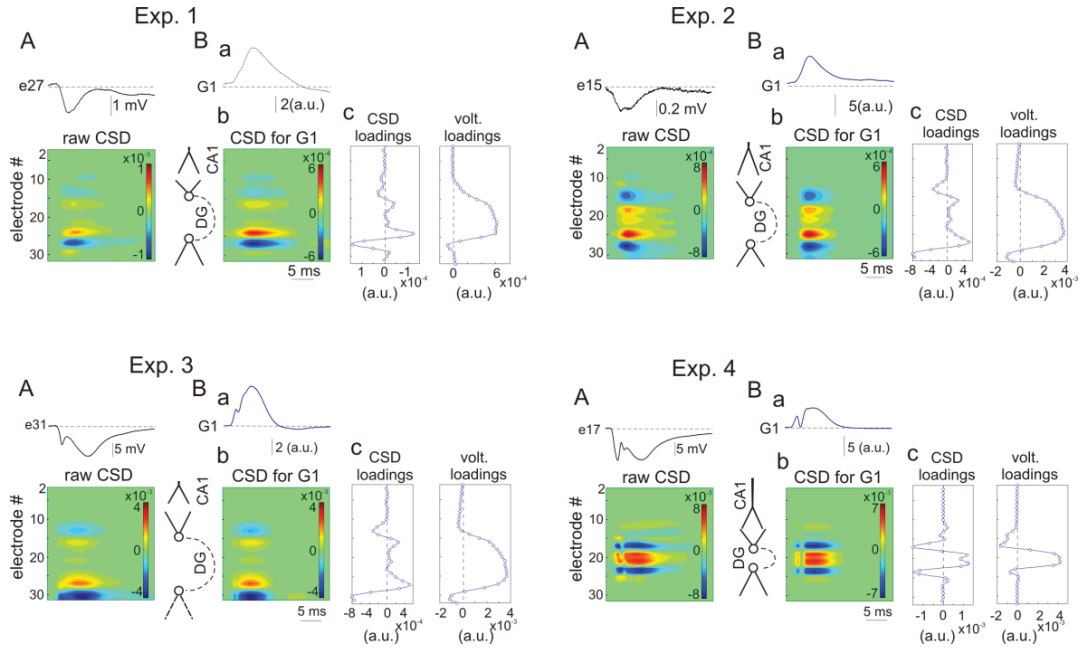 Exp. 1
A
B
a
e27
1 mV
G1
2(a.u.)
b
c
raw CSD
CSD for G1
CSD
loadings
volt.
loadings
electrode #
2
10
20
30
x10⁻³
1
0
-1
CA1
DG
x10⁻⁴
6
0
-6
5 ms
1 0 -1
x10⁻⁴
(a.u.)
0 6
x10⁻⁴
(a.u.)
Exp. 2
A
B
a
e15
0.2 mV
G1
5(a.u.)
b
c
raw CSD
CSD for G1
CSD
loadings
volt.
loadings
electrode #
2
10
20
30
x10⁻⁴
8
0
-8
CA1
DG
x10⁻⁴
6
0
-6
5 ms
-8 -4 0 4
x10⁻⁴
(a.u.)
-2 0 2 4
x10⁻³
(a.u.)
Exp. 3
A
B
a
e31
5 mV
G1
2 (a.u.)
b
c
raw CSD
CSD for G1
CSD
loadings
volt.
loadings
electrode #
2
10
20
30
x10⁻³
4
0
-4
CA1
DG
x10⁻³
4
0
-4
5 ms
-8 -4 0 4
x10⁻⁴
(a.u.)
-2 0 2 4
x10⁻³
(a.u.)
Exp. 4
A
B
a
e17
5 mV
G1
5 (a.u.)
b
c
raw CSD
CSD for G1
CSD
loadings
volt.
loadings
electrode #
2
10
20
30
x10⁻³
8
0
-8
CA1
DG
x10⁻³
7
0
-7
5 ms
-1 0 1
x10⁻³
(a.u.)
-2 0 2 4
x10⁻³
(a.u.)